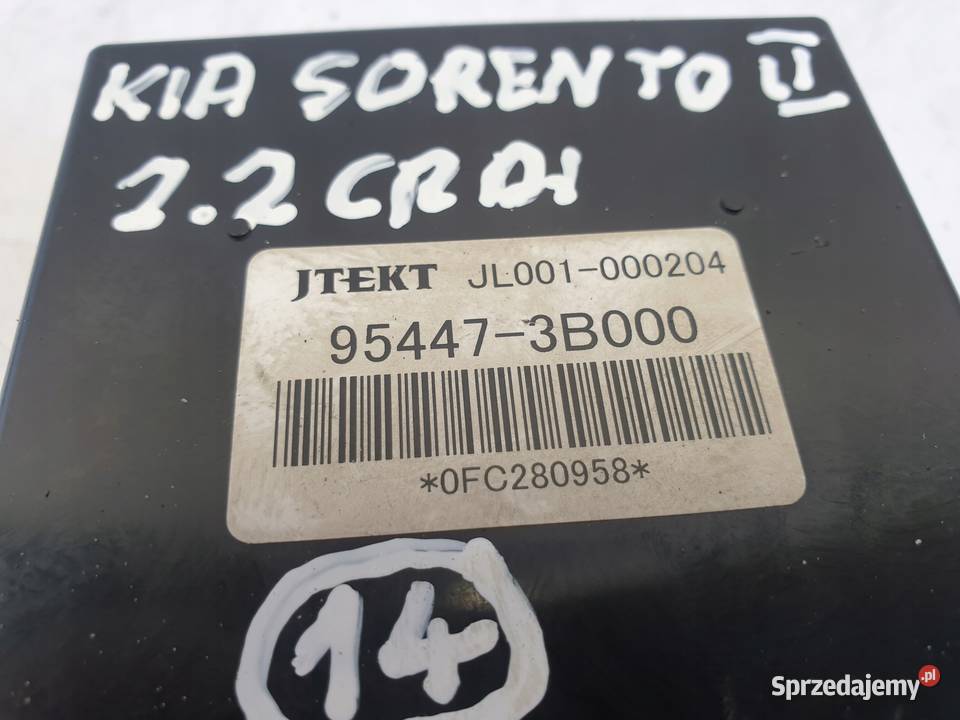 KIA SORENTO II
2.2 CRDI
JTEKT JL001-000204
95447-3B000
*0FC280958*
14
Sprzedajemy.pl